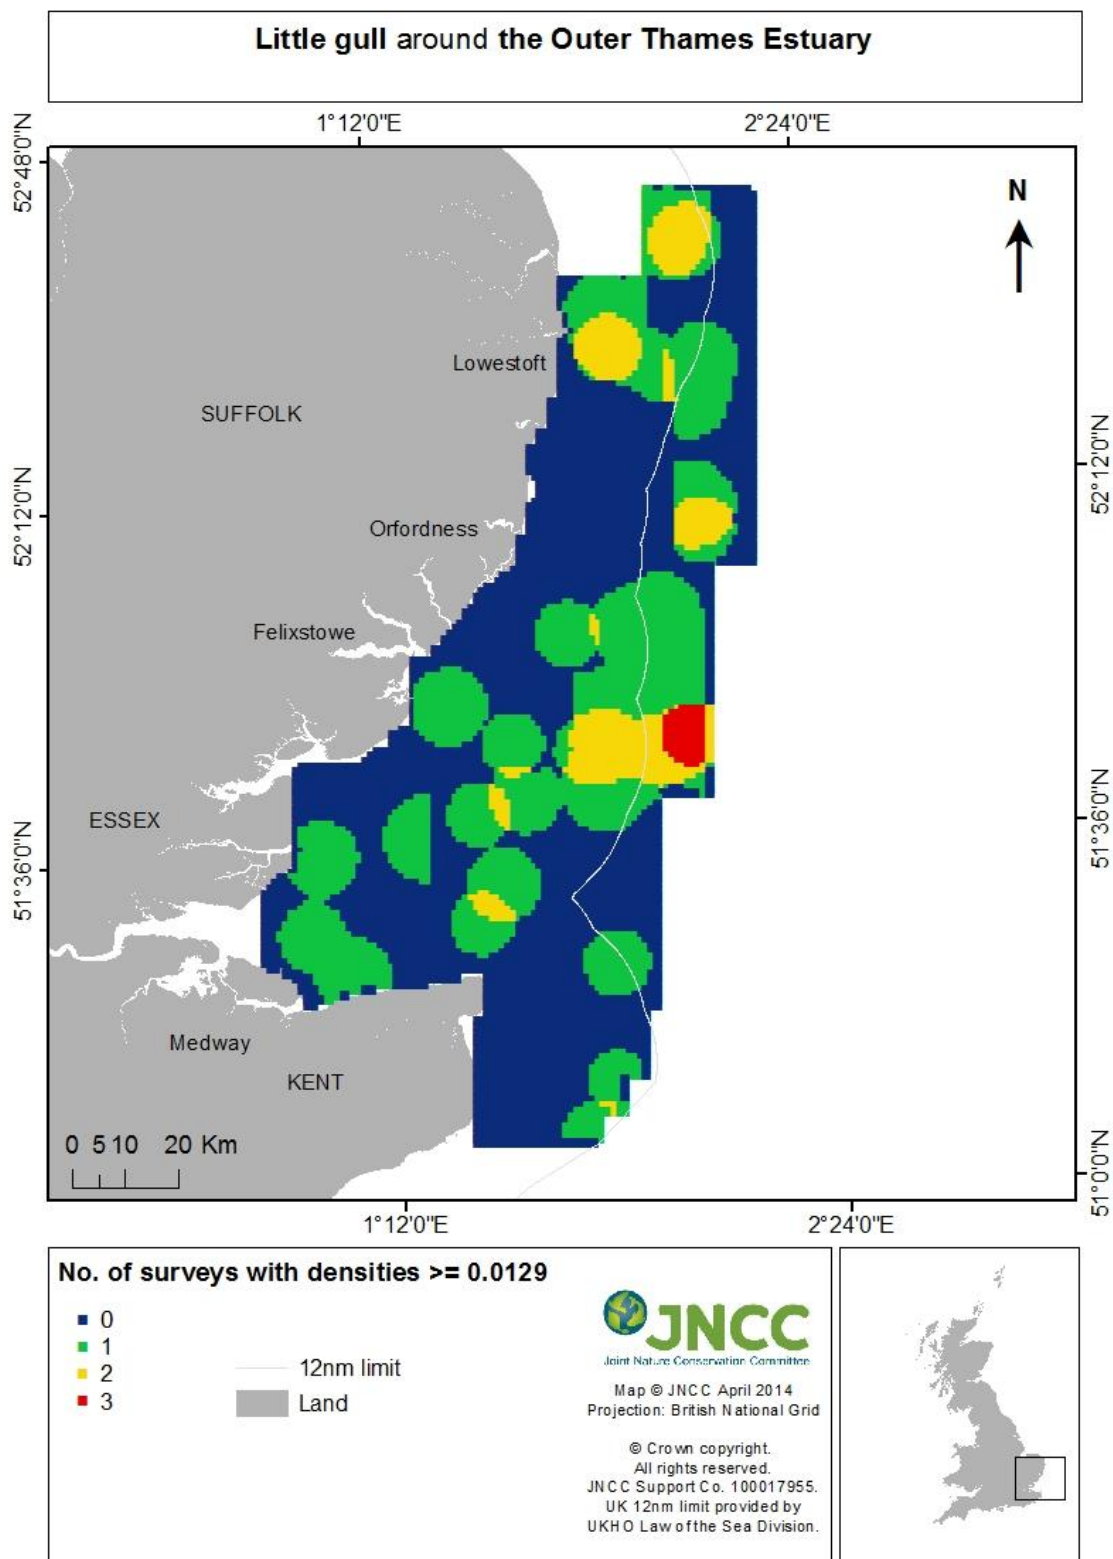 Little gull around the Outer Thames Estuary
1°12'0"E
2°24'0"E
52°48'0"N
N
Lowestoft
SUFFOLK
52°12'0"N
52°12'0"N
Orfordness
Felixstowe
51°36'0"N
ESSEX
51°36'0"N
Medway
KENT
0 5 10 20 Km
51°0'0"N
1°12'0"E
2°24'0"E
No. of surveys with densities >= 0.0129
0
1
2
3
12nm limit
Land
JNCC
Joint Nature Conservation Committee
Map © JNCC April 2014
Projection: British National Grid
© Crown copyright.
All rights reserved.
JNCC Support Co. 100017955.
UK 12nm limit provided by
UKHO Law of the Sea Division.